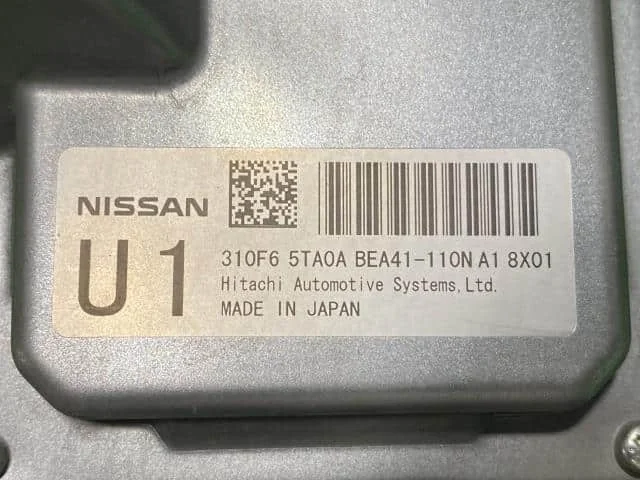 NISSAN
U1
310F6 5TA0A BEA41-110N A1 8X01
Hitachi Automotive Systems,Ltd.
MADE IN JAPAN